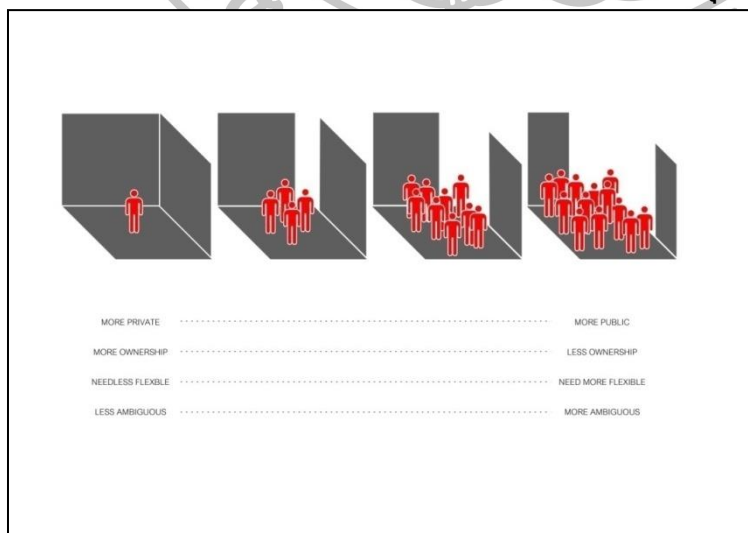 MORE PRIVATE MORE PUBLIC
MORE OWNERSHIP LESS OWNERSHIP
NEEDLESS FLEXBLE NEED MORE FLEXIBLE
LESS AMBIGUOUS MORE AMBIGUOUS